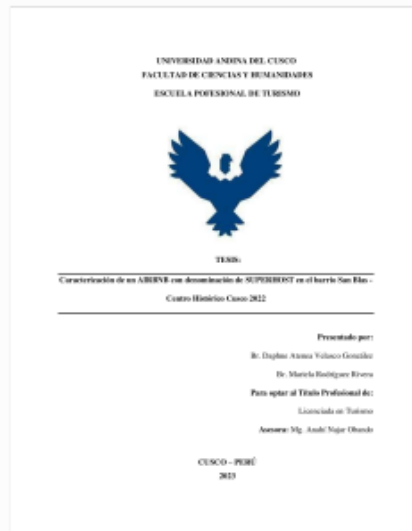 UNIVERSIDAD ANDINA DEL CUSCO
FACULTAD DE CIENCIAS Y HUMANIDADES
ESCUELA POFESIONAL DE TURISMO
TESIS:
Caracterización de un AIRBNB con denominación de SUPERHOST en el barrio San Blas –
Centro Histórico Cusco 2022
Presentado por:
Br. Daphne Atenea Velasco González
Br. Mariela Rodriguez Rivera
Para optar al Título Profesional de:
Licenciada en Turismo
Asesora: Mg. Anahí Najar Obando
CUSCO – PERÚ
2023